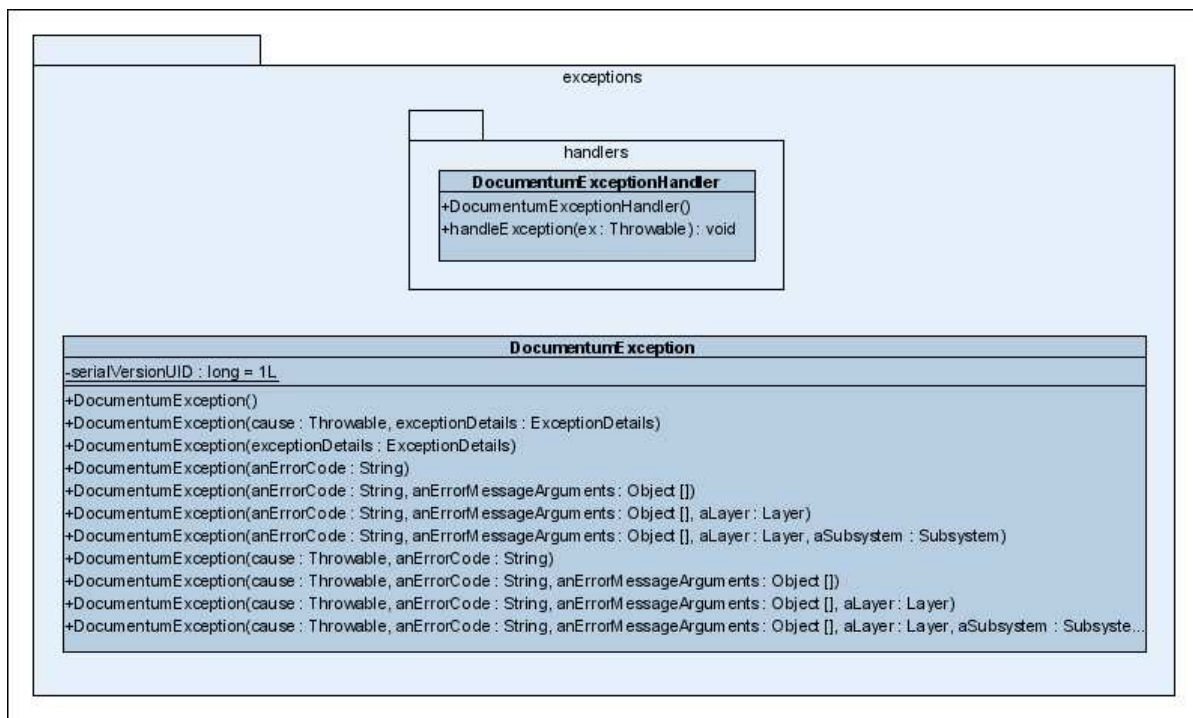 exceptions
handlers
DocumentumExceptionHandler
+DocumentumExceptionHandler()
+handleException(ex : Throwable) : void
DocumentumException
-serialVersionUID : long = 1L
+DocumentumException()
+DocumentumException(cause : Throwable, exceptionDetails : ExceptionDetails)
+DocumentumException(exceptionDetails : ExceptionDetails)
+DocumentumException(anErrorCode : String)
+DocumentumException(anErrorCode : String, anErrorMessageArguments : Object [])
+DocumentumException(anErrorCode : String, anErrorMessageArguments : Object [], aLayer : Layer)
+DocumentumException(anErrorCode : String, anErrorMessageArguments : Object [], aLayer : Layer, aSubsystem : Subsystem)
+DocumentumException(cause : Throwable, anErrorCode : String)
+DocumentumException(cause : Throwable, anErrorCode : String, anErrorMessageArguments : Object [])
+DocumentumException(cause : Throwable, anErrorCode : String, anErrorMessageArguments : Object [], aLayer : Layer)
+DocumentumException(cause : Throwable, anErrorCode : String, anErrorMessageArguments : Object [], aLayer : Layer, aSubsystem : Subsyste...